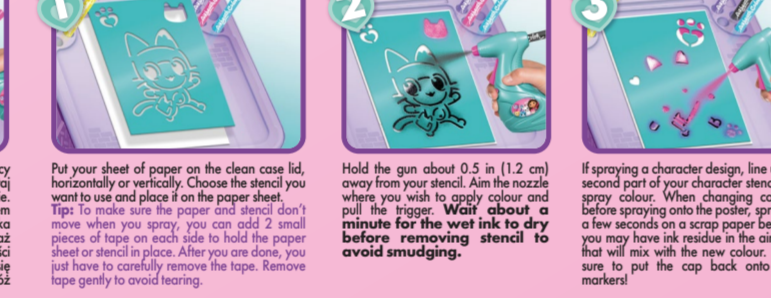 1
Put your sheet of paper on the clean case lid,
horizontally or vertically. Choose the stencil you
want to use and place it on the paper sheet.
Tip: To make sure the paper and stencil don't
move when you spray, you can add 2 small
pieces of tape on each side to hold the paper
sheet or stencil in place. After you are done, you
just have to carefully remove the tape. Remove
tape gently to avoid tearing.
2
Hold the gun about 0.5 in (1.2 cm)
away from your stencil. Aim the nozzle
where you wish to apply colour and
pull the trigger. Wait about a
minute for the wet ink to dry
before removing stencil to
avoid smudging.
3
If spraying a character design, line
second part of your character
spray colour. When changing
before spraying onto the poster,
a few seconds on a scrap paper
you may have ink residue in the
that will mix with the new colour.
sure to put the cap back onto
markers!